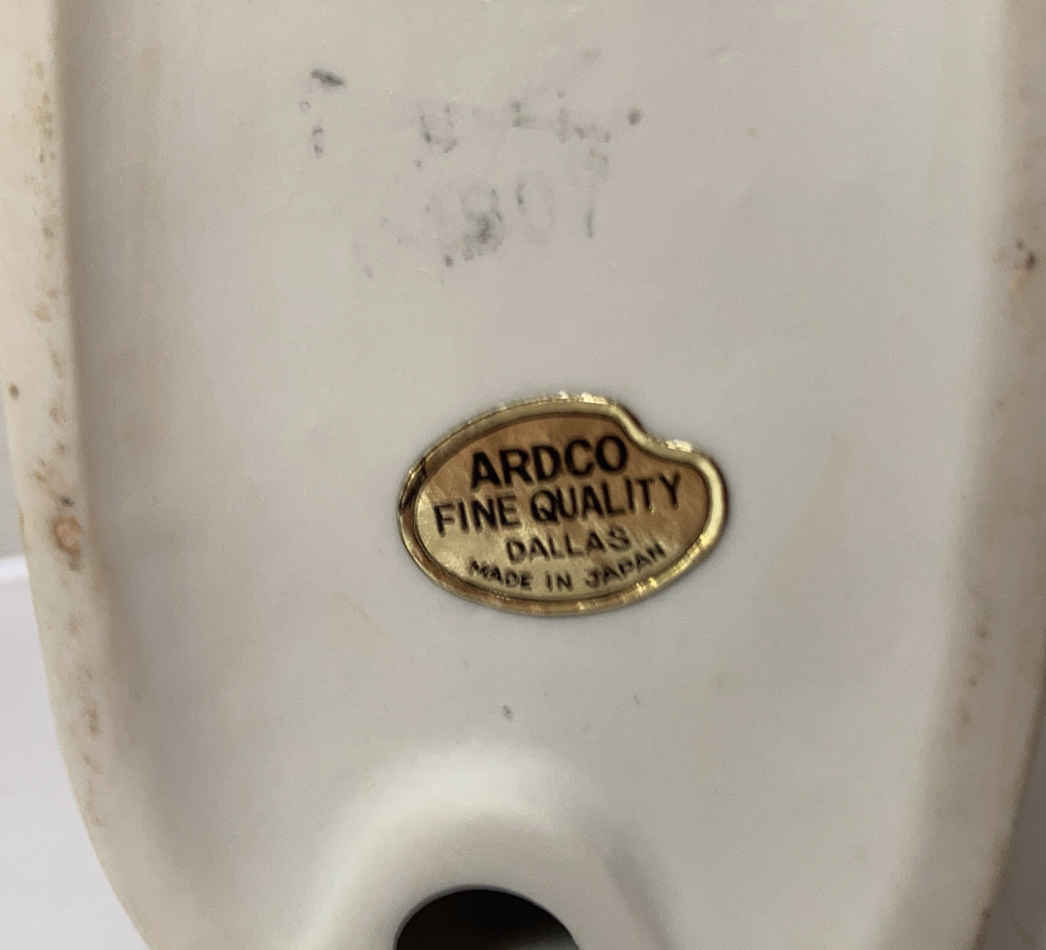 ARDCO
FINE QUALITY
DALLAS
MADE IN JAPAN